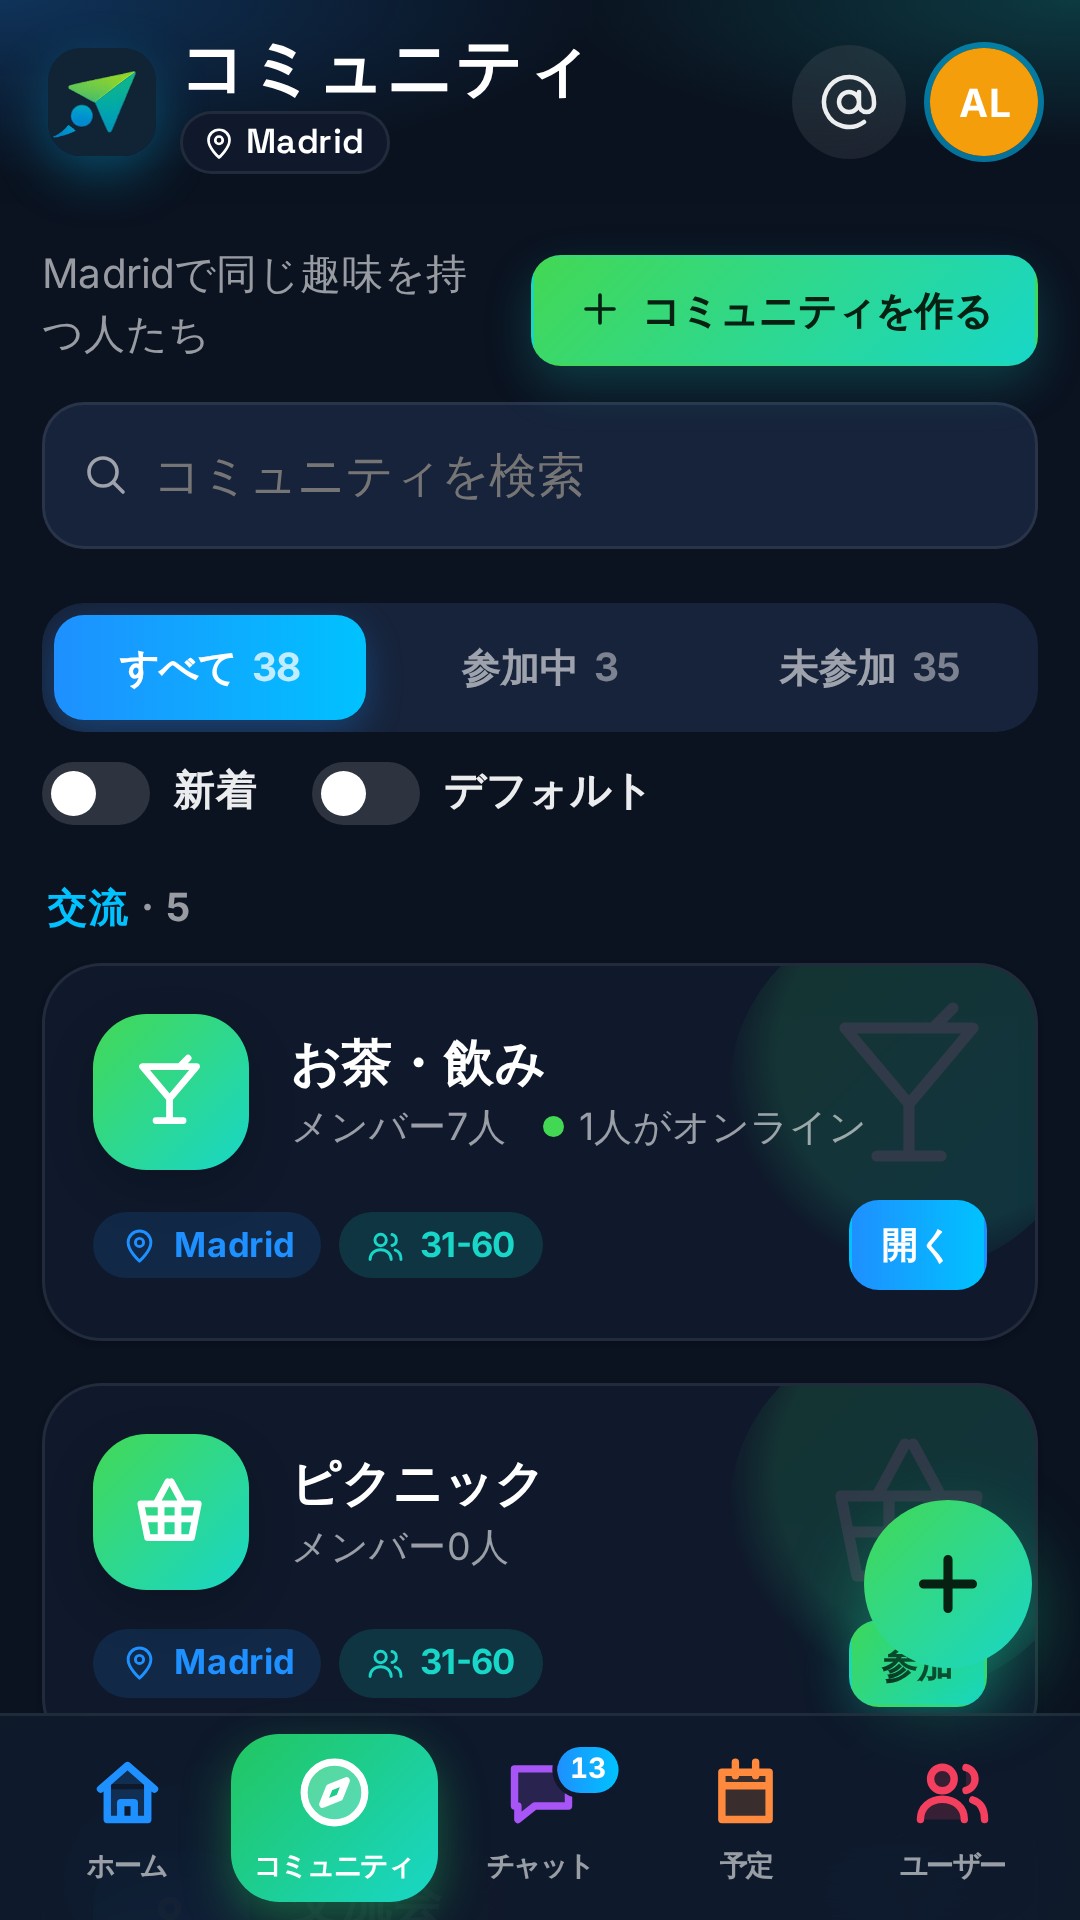 コミュニティ
Madrid
@
AL
Madridで同じ趣味を持
つ人たち
+ コミュニティを作る
コミュニティを検索
すべて 38
参加中 3
未参加 35
新着
デフォルト
交流 · 5
お茶・飲み
メンバー7人 ● 1人がオンライン
Madrid
31-60
開く
ピクニック
メンバー0人
Madrid
31-60
参加
13
ホーム
コミュニティ
チャット
予定
ユーザー